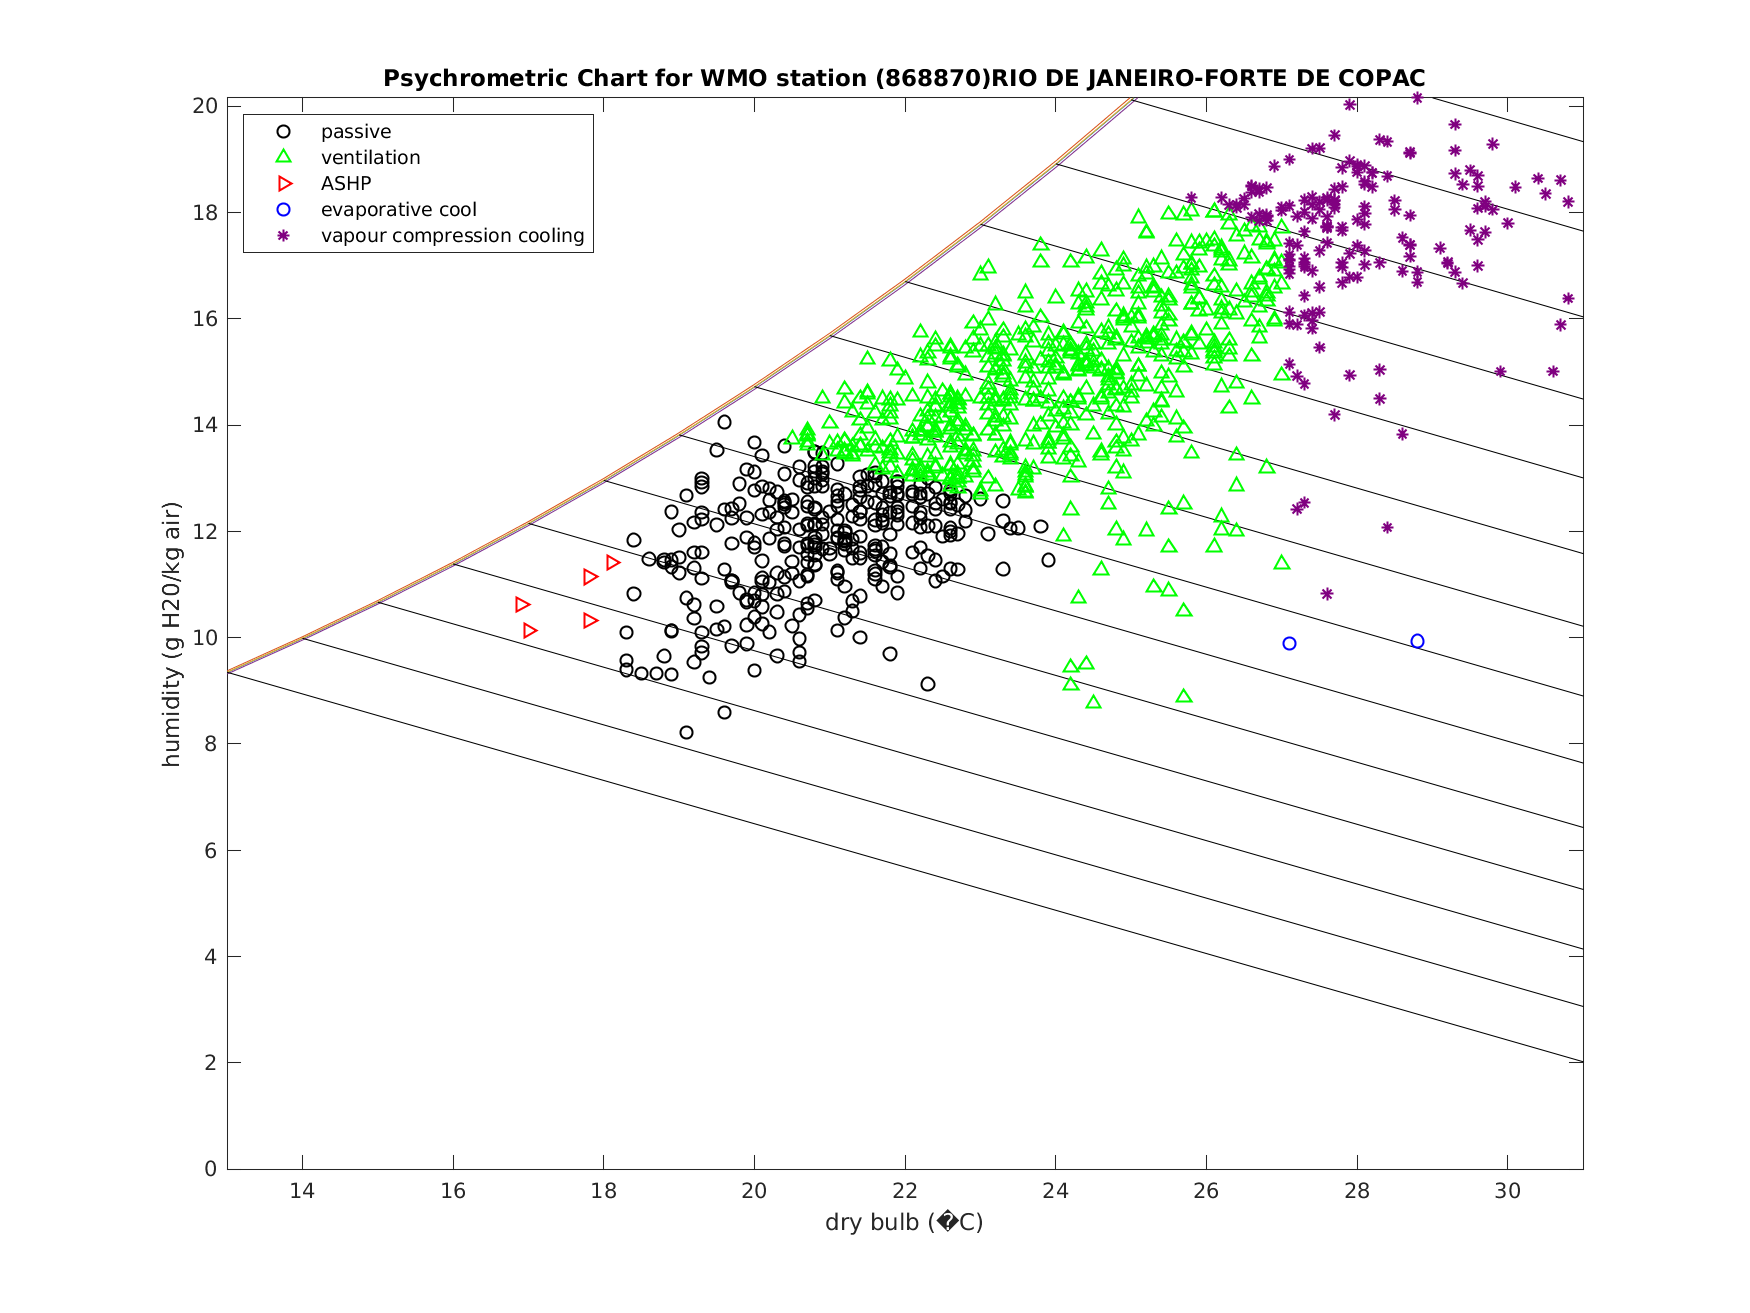 Psychrometric Chart for WMO station (868870)RIO DE JANEIRO-FORTE DE COPAC
passive
ventilation
ASHP
evaporative cool
vapour compression cooling
humidity (g H20/kg air)
20
18
16
14
12
10
8
6
4
2
0
14 16 18 20 22 24 26 28 30
dry bulb (�C)